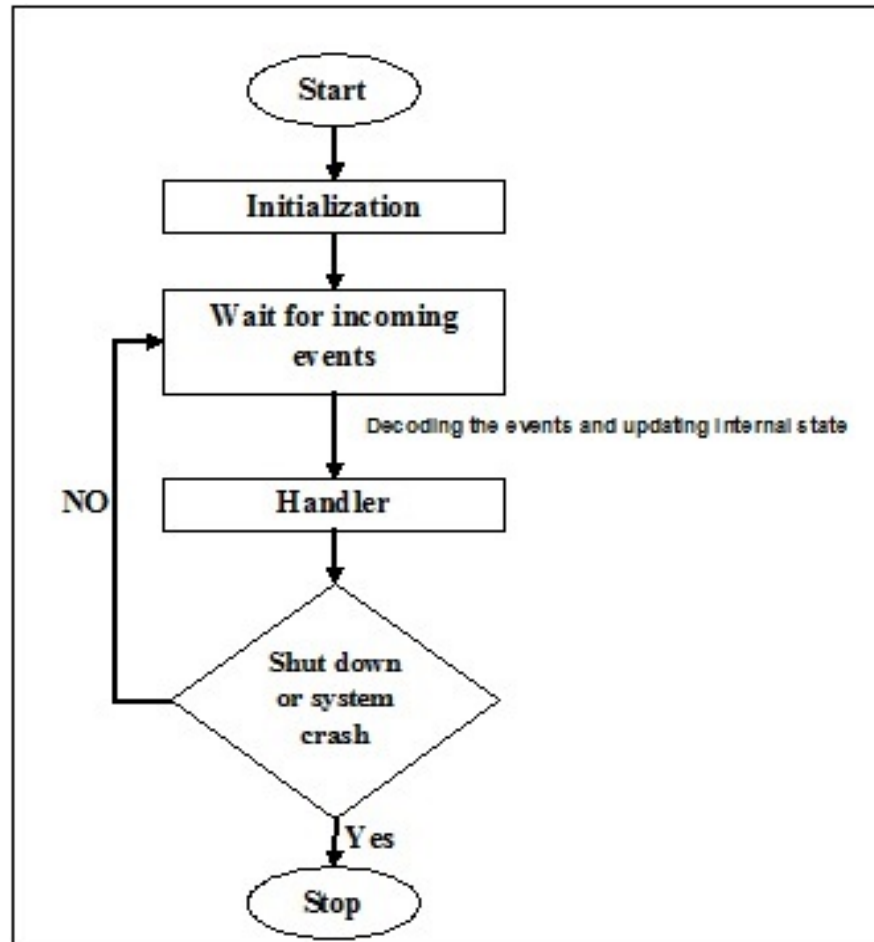 Start
Initialization
Wait for incoming
events
Decoding the events and updating internal state
Handler
NO
Shut down
or system
crash
Yes
Stop